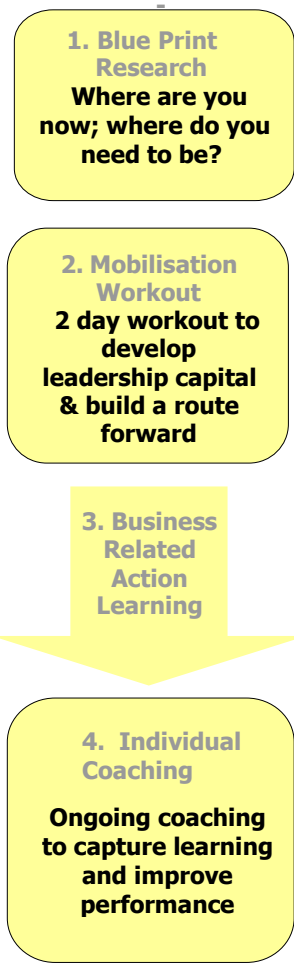 1. Blue Print
Research
Where are you
now; where do you
need to be?
2. Mobilisation
Workout
2 day workout to
develop
leadership capital
& build a route
forward
3. Business
Related
Action
Learning
4. Individual
Coaching
Ongoing coaching
to capture learning
and improve
performance